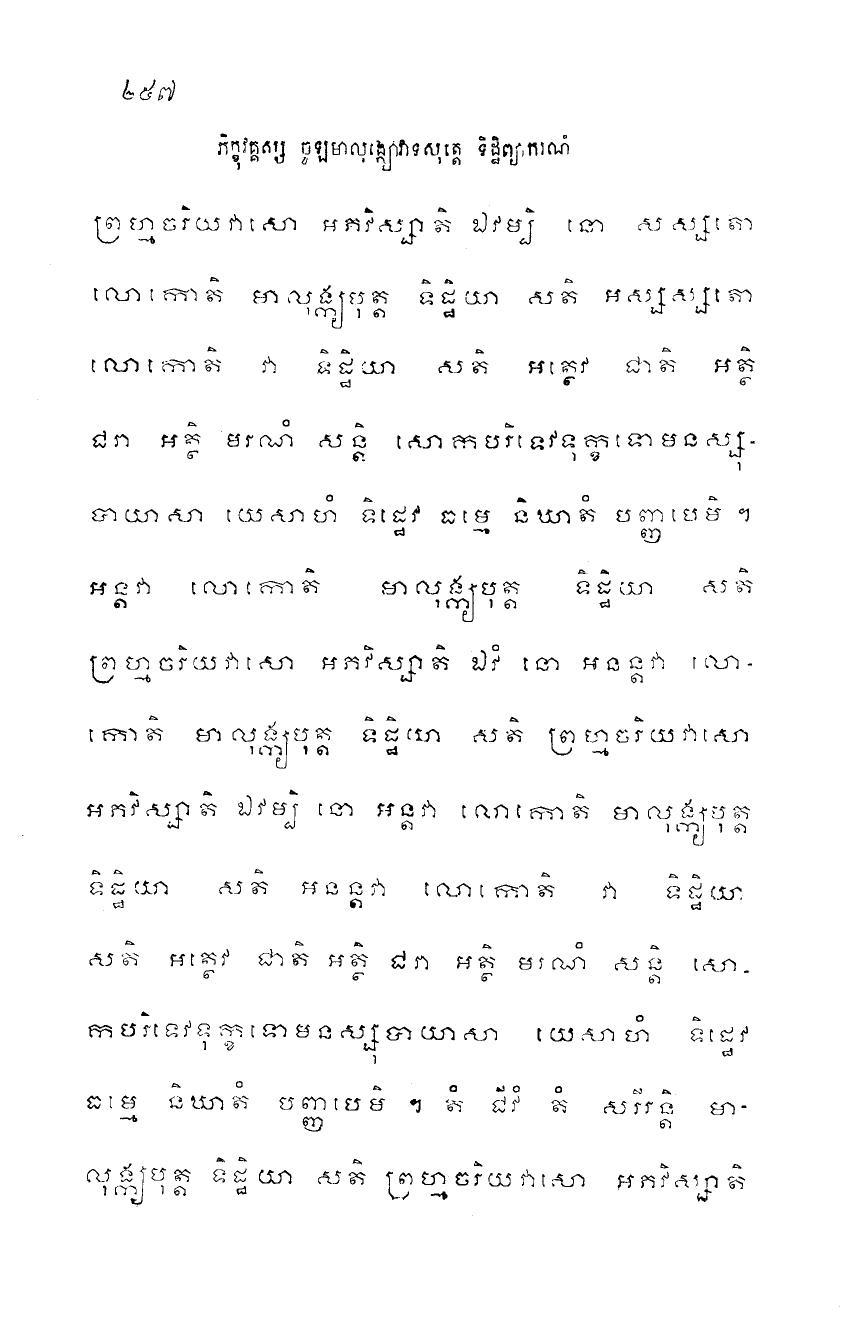 ២៥៧
ភិក្ខុវគ្គស្ស ចូឡមាលុង្ក្យោវាទសុត្តេ ទិដ្ឋិព្យាករណំ
ព្រហ្មចរិយវាសោ អភវិស្សាតិ ឯវម្បិ នោ សស្សតោ
លោកោតិ មាលុង្ក្យបុត្ត ទិដ្ឋិយា សតិ អស្សស្សតោ
លោកោតិ វា ទិដ្ឋិយា សតិ អត្ថេវ ជាតិ អត្ថិ
ជរា អត្ថិ មរណំ សន្តិ សោកបរិទេវទុក្ខទោមនស្សុ-
បាយាសា យេសាហំ ទិដ្ឋេវ ធម្មេ និឃាតំ បញ្ញបេមិ ។
អន្តវា លោកោតិ មាលុង្ក្យបុត្ត ទិដ្ឋិយា សតិ
ព្រហ្មចរិយវាសោ អភវិស្សាតិ ឯវំ នោ អនន្តវា លោ-
កោតិ មាលុង្ក្យបុត្ត ទិដ្ឋិយា សតិ ព្រហ្មចរិយវាសោ
អភវិស្សាតិ ឯវម្បិ នោ អន្តវា លោកោតិ មាលុង្ក្យបុត្ត
ទិដ្ឋិយា សតិ អនន្តវា លោកោតិ វា ទិដ្ឋិយា
សតិ អត្ថេវ ជាតិ អត្ថិ ជរា អត្ថិ មរណំ សន្តិ សោ-
កបរិទេវទុក្ខទោមនស្សុបាយាសា យេសាហំ ទិដ្ឋេវ
ធម្មេ និឃាតំ បញ្ញបេមិ ។ តំ ជីវំ តំ សរីរន្តិ មា-
លុង្ក្យបុត្ត ទិដ្ឋិយា សតិ ព្រហ្មចរិយវាសោ អភវិស្សាតិ